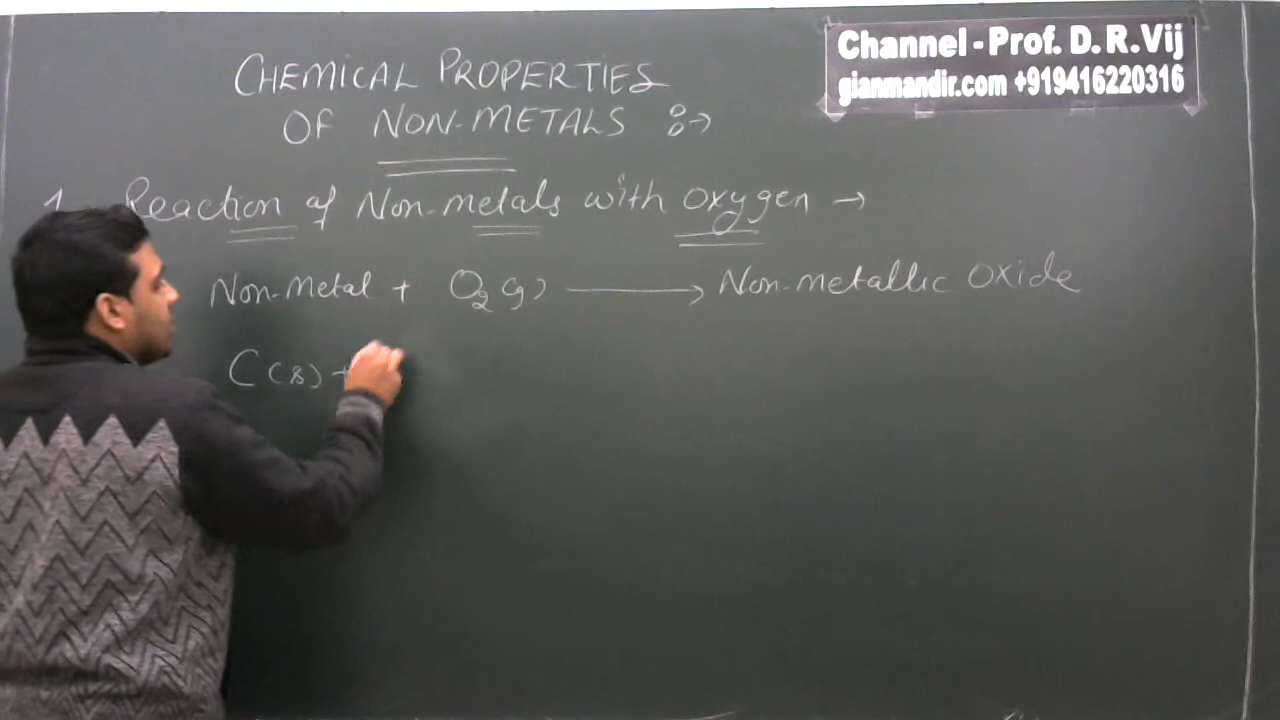 Channel - Prof. D. R. Vij
gianmandir.com +919416220316
CHEMICAL PROPERTIES
OF NON-METALS :->
1. Reaction of Non-metals with oxygen →
Non-Metal + O2(g) → Non-metallic oxide
C(s) +